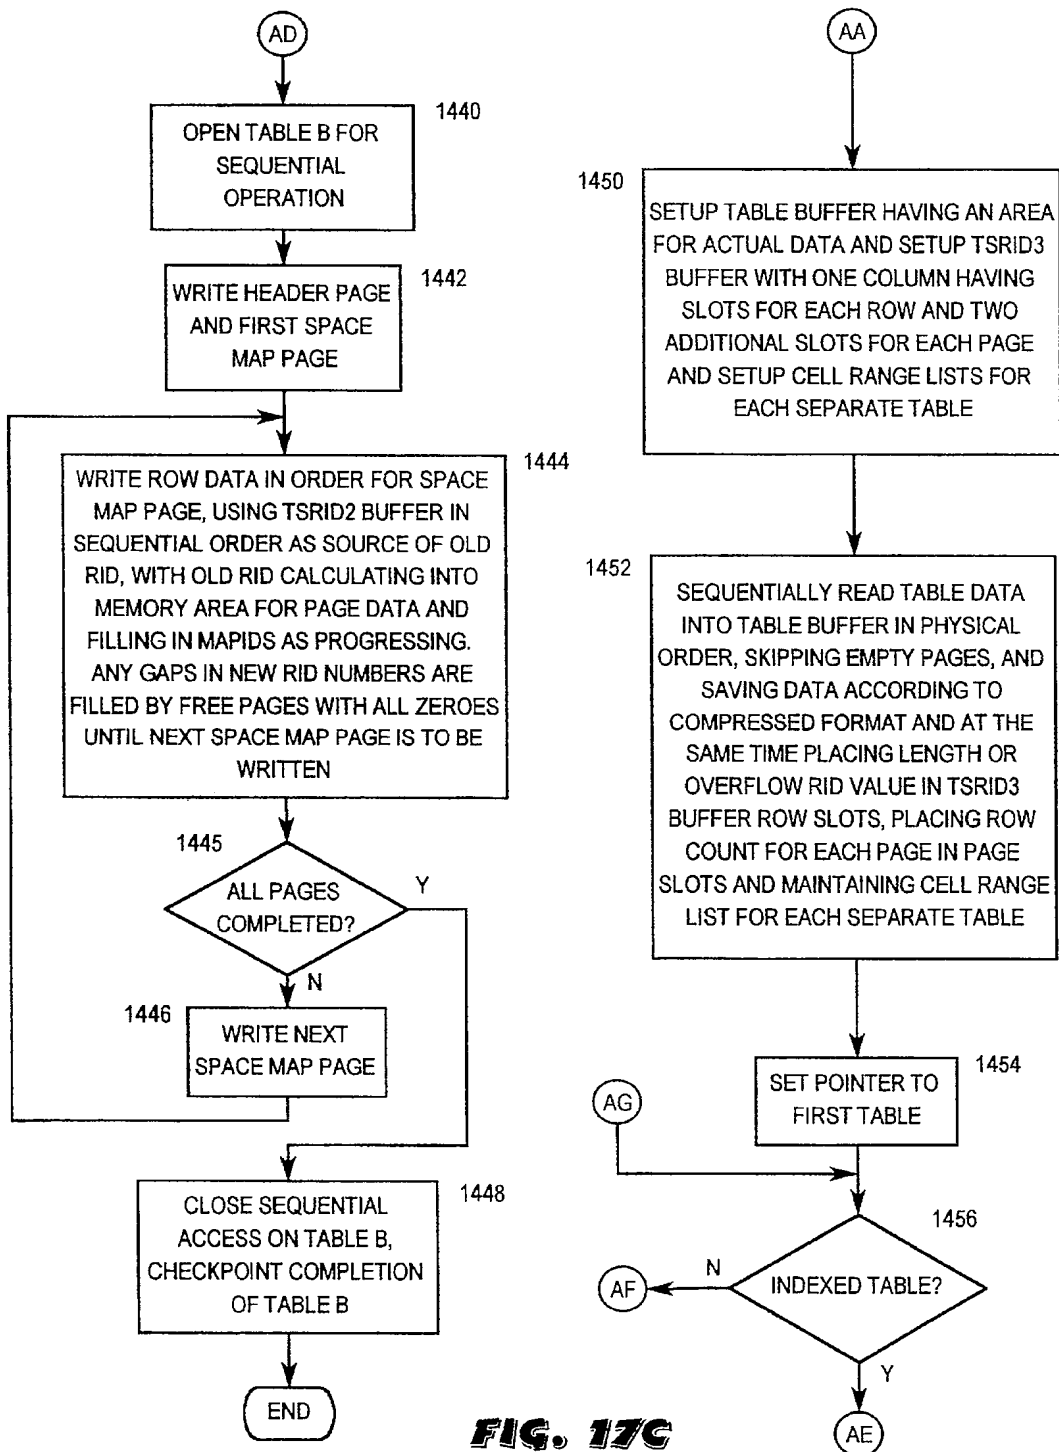 AD
1440
OPEN TABLE B FOR
SEQUENTIAL
OPERATION
1442
WRITE HEADER PAGE
AND FIRST SPACE
MAP PAGE
1444
WRITE ROW DATA IN ORDER FOR SPACE
MAP PAGE, USING TSRID2 BUFFER IN
SEQUENTIAL ORDER AS SOURCE OF OLD
RID, WITH OLD RID CALCULATING INTO
MEMORY AREA FOR PAGE DATA AND
FILLING IN MAPIDS AS PROGRESSING.
ANY GAPS IN NEW RID NUMBERS ARE
FILLED BY FREE PAGES WITH ALL ZEROES
UNTIL NEXT SPACE MAP PAGE IS TO BE
WRITTEN
1445
ALL PAGES
COMPLETED?
Y
N
1446
WRITE NEXT
SPACE MAP PAGE
1448
CLOSE SEQUENTIAL
ACCESS ON TABLE B,
CHECKPOINT COMPLETION
OF TABLE B
END
AA
1450
SETUP TABLE BUFFER HAVING AN AREA
FOR ACTUAL DATA AND SETUP TSRID3
BUFFER WITH ONE COLUMN HAVING
SLOTS FOR EACH ROW AND TWO
ADDITIONAL SLOTS FOR EACH PAGE
AND SETUP CELL RANGE LISTS FOR
EACH SEPARATE TABLE
1452
SEQUENTIALLY READ TABLE DATA
INTO TABLE BUFFER IN PHYSICAL
ORDER, SKIPPING EMPTY PAGES, AND
SAVING DATA ACCORDING TO
COMPRESSED FORMAT AND AT THE
SAME TIME PLACING LENGTH OR
OVERFLOW RID VALUE IN TSRID3
BUFFER ROW SLOTS, PLACING ROW
COUNT FOR EACH PAGE IN PAGE
SLOTS AND MAINTAINING CELL RANGE
LIST FOR EACH SEPARATE TABLE
1454
SET POINTER TO
FIRST TABLE
AG
1456
INDEXED TABLE?
N
AF
Y
AE
FIG. 17C